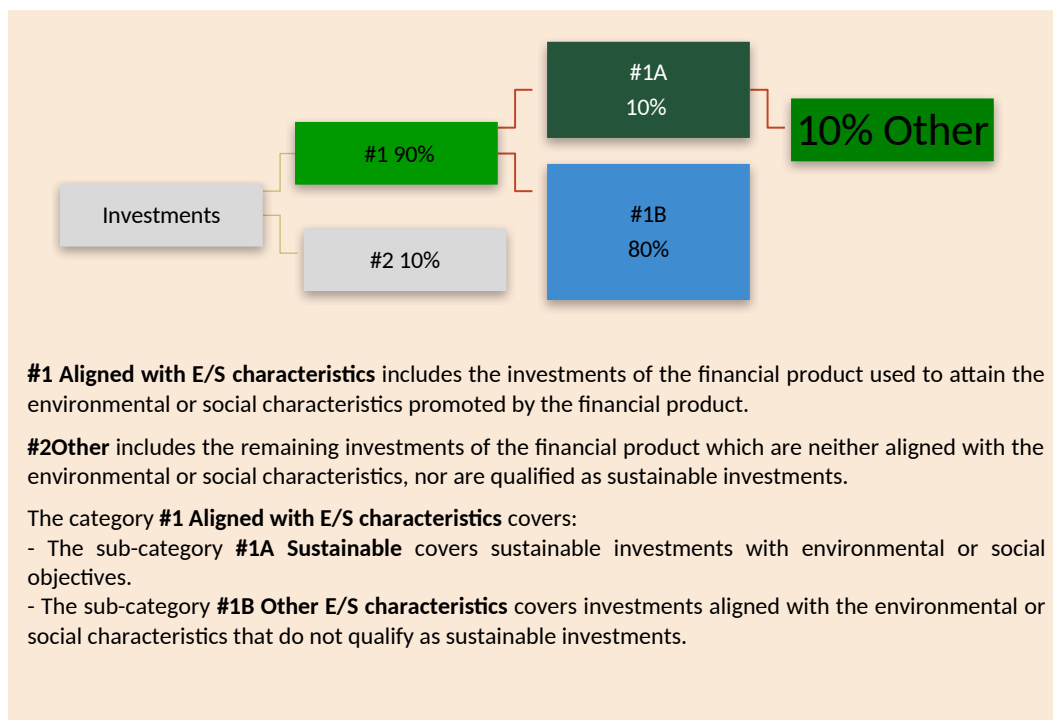 #1A
10%
10% Other
#1 90%
Investments
#1B
80%
#2 10%
#1 Aligned with E/S characteristics includes the investments of the financial product used to attain the
environmental or social characteristics promoted by the financial product.
#2Other includes the remaining investments of the financial product which are neither aligned with the
environmental or social characteristics, nor are qualified as sustainable investments.
The category #1 Aligned with E/S characteristics covers:
- The sub-category #1A Sustainable covers sustainable investments with environmental or social
objectives.
- The sub-category #1B Other E/S characteristics covers investments aligned with the environmental or
social characteristics that do not qualify as sustainable investments.